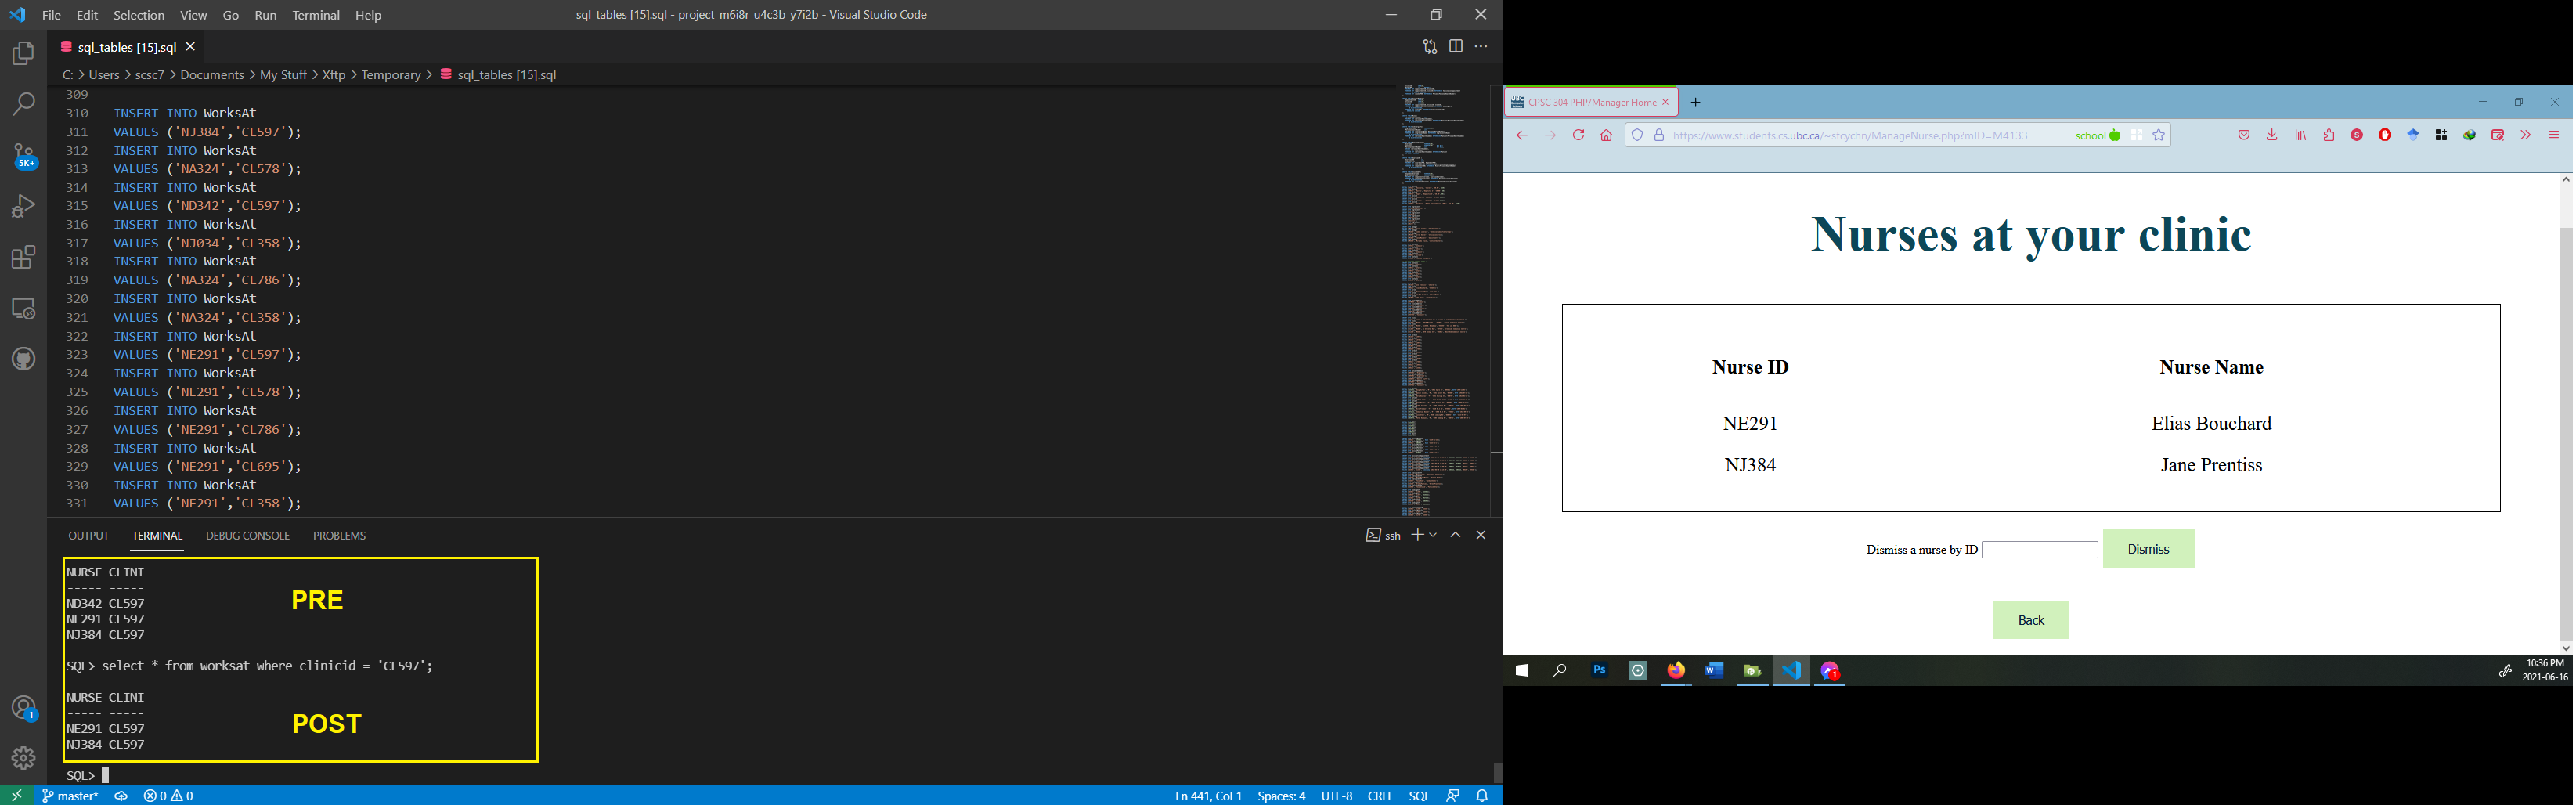 File Edit Selection View Go Run Terminal Help
sql_tables [15].sql - project_m6i8r_u4c3b_y7i2b - Visual Studio Code
sql_tables [15].sql
C: > Users > scsc7 > Documents > My Stuff > Xftp > Temporary > sql_tables [15].sql
309
310 INSERT INTO WorksAt
311 VALUES ('NJ384','CL597');
312 INSERT INTO WorksAt
313 VALUES ('NA324','CL578');
314 INSERT INTO WorksAt
315 VALUES ('ND342','CL597');
316 INSERT INTO WorksAt
317 VALUES ('NJ034','CL358');
318 INSERT INTO WorksAt
319 VALUES ('NA324','CL786');
320 INSERT INTO WorksAt
321 VALUES ('NA324','CL358');
322 INSERT INTO WorksAt
323 VALUES ('NE291','CL597');
324 INSERT INTO WorksAt
325 VALUES ('NE291','CL578');
326 INSERT INTO WorksAt
327 VALUES ('NE291','CL786');
328 INSERT INTO WorksAt
329 VALUES ('NE291','CL695');
330 INSERT INTO WorksAt
331 VALUES ('NE291','CL358');
5K+
1
OUTPUT TERMINAL DEBUG CONSOLE PROBLEMS
ssh
NURSE CLINI
----- -----
ND342 CL597
NE291 CL597
NJ384 CL597
PRE
SQL> select * from worksat where clinicid = 'CL597';
NURSE CLINI
----- -----
NE291 CL597
NJ384 CL597
POST
SQL>
master* 0 0
Ln 441, Col 1 Spaces: 4 UTF-8 CRLF SQL
UBC
CPSC 304 PHP/Manager Home
https://www.students.cs.ubc.ca/~stcychn/ManageNurse.php?mID=M4133
school
S
Nurses at your clinic
Nurse ID Nurse Name
NE291 Elias Bouchard
NJ384 Jane Prentiss
Dismiss a nurse by ID Dismiss
Back
Ps
W
1
10:36 PM
2021-06-16